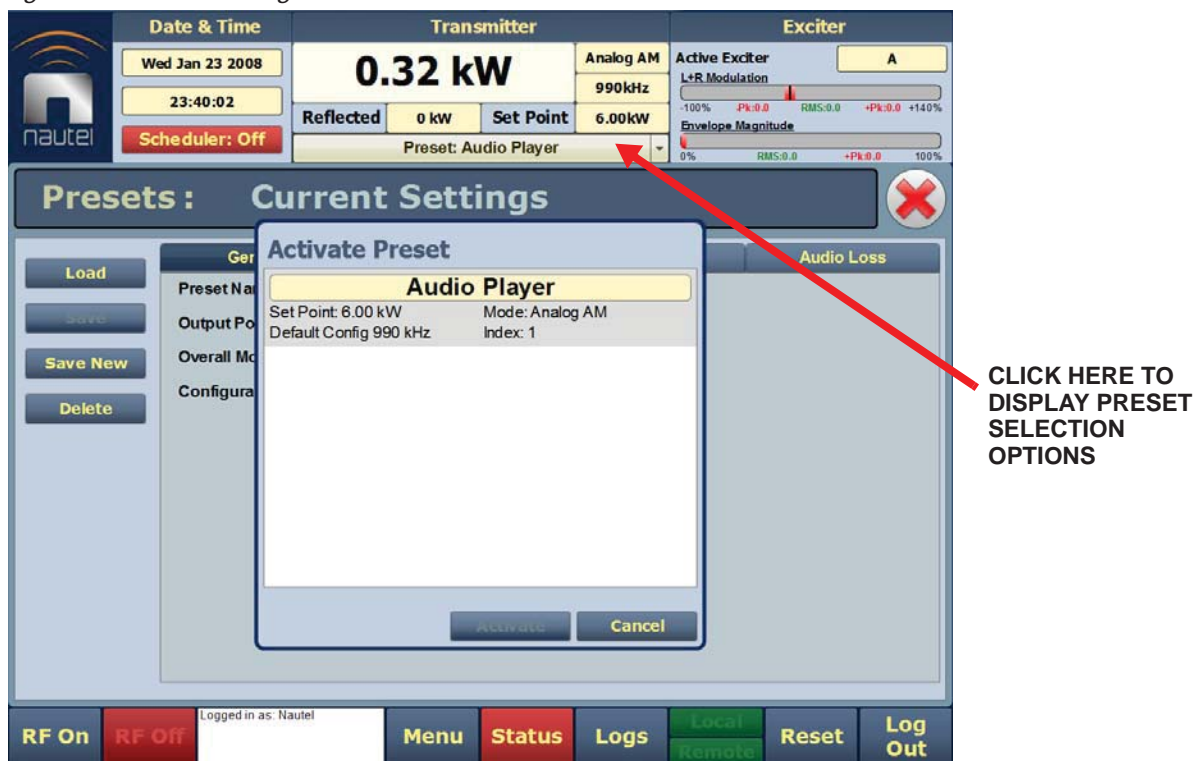 Date & Time
Transmitter
Exciter
Wed Jan 23 2008
23:40:02
Scheduler: Off
nautel
0.32 kW
Analog AM
990kHz
Reflected 0 kW Set Point 6.00kW
Preset: Audio Player
Active Exciter A
L+R Modulation
-100% -Pk:0.0 RMS:0.0 +Pk:0.0 +140%
Envelope Magnitude
0% RMS:0.0 +Pk:0.0 100%
Presets: Current Settings
Load
Save
Save New
Delete
Audio Loss
Output Po
Overall Mo
Configura
Activate Preset
Audio Player
Set Point: 6.00 kW Mode: Analog AM
Default Config 990 kHz Index: 1
Activate Cancel
CLICK HERE TO
DISPLAY PRESET
SELECTION
OPTIONS
RF On
RF Off
Logged in as: Nautel
Menu
Status
Logs
Local
Remote
Reset
Log
Out